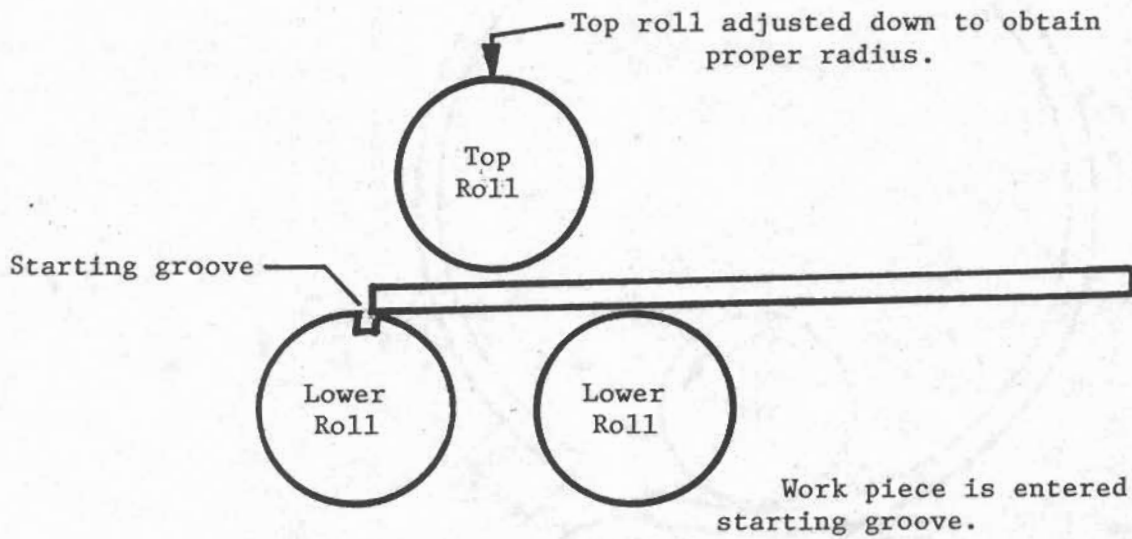 Top roll adjusted down to obtain
proper radius.
Top
Roll
Starting groove
Lower
Roll
Lower
Roll
Work piece is entered
starting groove.